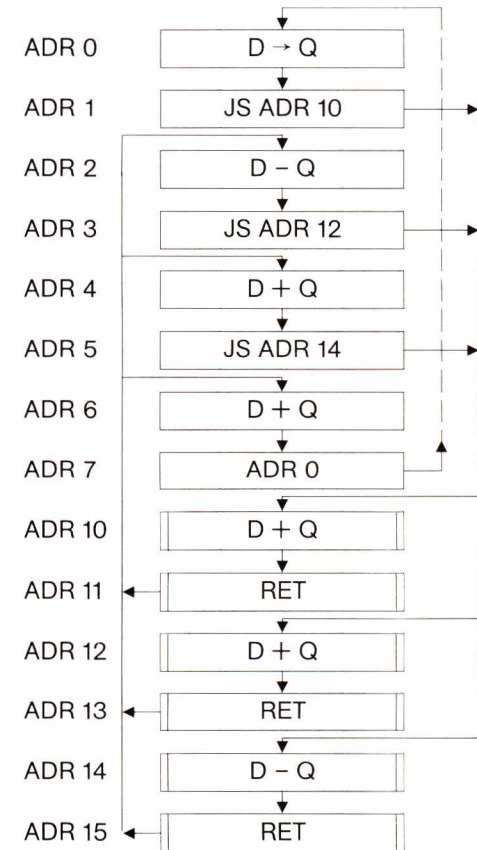 ADR 0 D → Q
ADR 1 JS ADR 10
ADR 2 D − Q
ADR 3 JS ADR 12
ADR 4 D + Q
ADR 5 JS ADR 14
ADR 6 D + Q
ADR 7 ADR 0
ADR 10 D + Q
ADR 11 RET
ADR 12 D + Q
ADR 13 RET
ADR 14 D − Q
ADR 15 RET